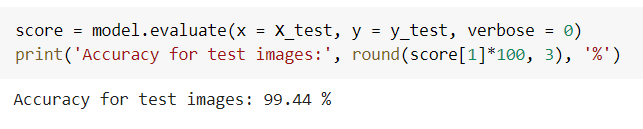 score = model.evaluate(x = X_test, y = y_test, verbose = 0)
print('Accuracy for test images:', round(score[1]*100, 3), '%')
Accuracy for test images: 99.44 %